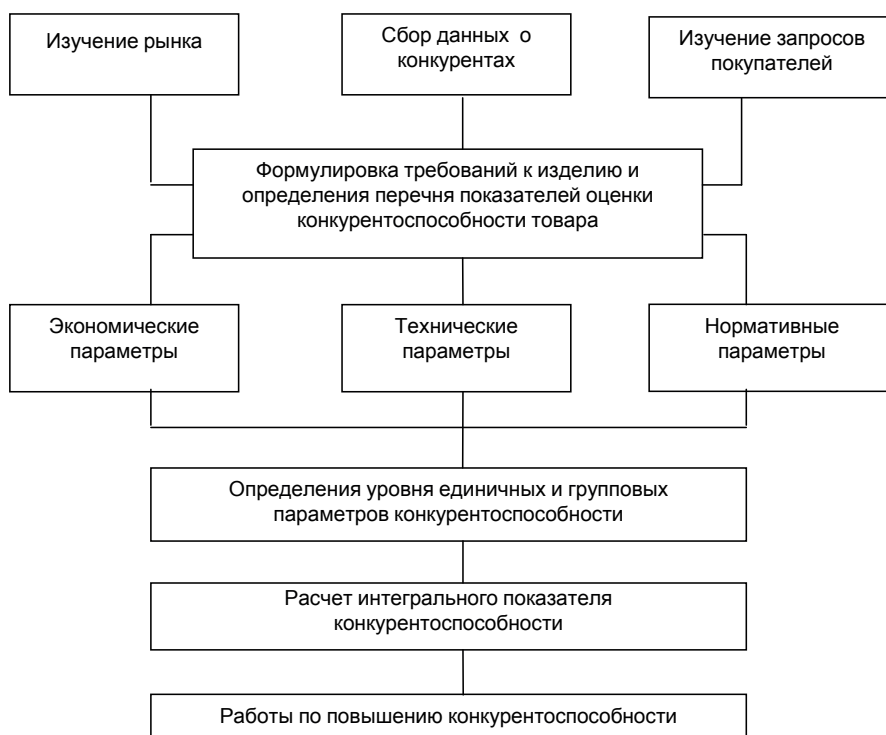 Изучение рынка
Сбор данных о
конкурентах
Изучение запросов
покупателей
Формулировка требований к изделию и
определения перечня показателей оценки
конкурентоспособности товара
Экономические
параметры
Технические
параметры
Нормативные
параметры
Определения уровня единичных и групповых
параметров конкурентоспособности
Расчет интегрального показателя
конкурентоспособности
Работы по повышению конкурентоспособности